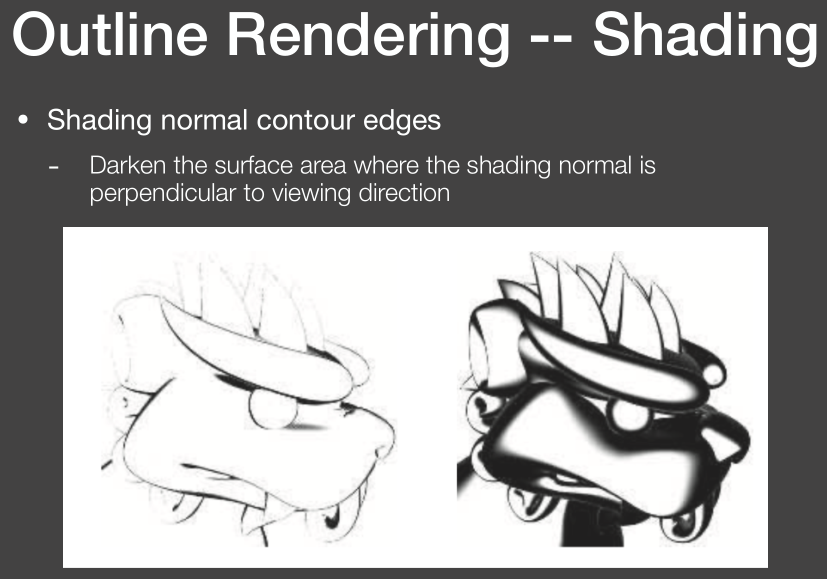 Outline Rendering -- Shading
• Shading normal contour edges
- Darken the surface area where the shading normal is
perpendicular to viewing direction